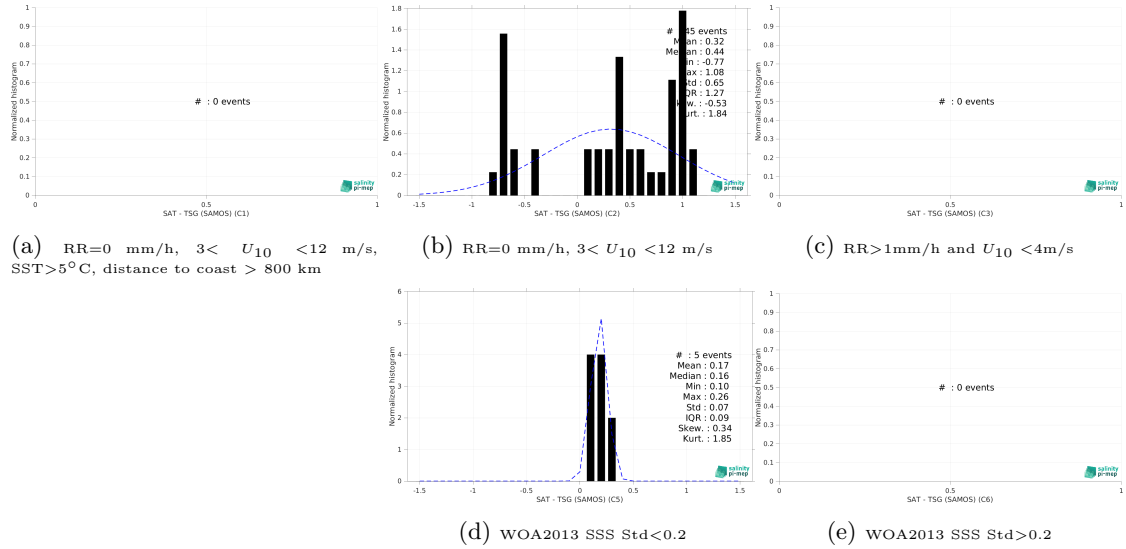 1
0.9
0.8
0.7
0.6
0.5
0.4
0.3
0.2
0.1
0
Normalized histogram
# : 0 events
0
0.5
1
SAT - TSG (SAMOS) (C1)
salinity
pi-mep
(a) RR=0 mm/h, 3< U10 <12 m/s,
SST>5°C, distance to coast > 800 km
1.8
1.6
1.4
1.2
1
0.8
0.6
0.4
0.2
0
Normalized histogram
# 45 events
: 0.32
: 0.44
: -0.77
: 1.08
: 0.65
: 1.27
: -0.53
: 1.84
-1.5
-1
-0.5
0
0.5
1
1.5
SAT - TSG (SAMOS) (C2)
salinity
pi-mep
(b) RR=0 mm/h, 3< U10 <12 m/s
1
0.9
0.8
0.7
0.6
0.5
0.4
0.3
0.2
0.1
0
Normalized histogram
# : 0 events
0
0.5
1
SAT - TSG (SAMOS) (C3)
salinity
pi-mep
(c) RR>1mm/h and U10 <4m/s
6
5
4
3
2
1
0
Normalized histogram
# : 5 events
Mean : 0.17
Median : 0.16
Min : 0.10
Max : 0.26
Std : 0.07
IQR : 0.09
Skew. : 0.34
Kurt. : 1.85
-1.5
-1
-0.5
0
0.5
1
1.5
SAT - TSG (SAMOS) (C5)
salinity
pi-mep
(d) WOA2013 SSS Std<0.2
1
0.9
0.8
0.7
0.6
0.5
0.4
0.3
0.2
0.1
0
Normalized histogram
# : 0 events
0
0.5
1
SAT - TSG (SAMOS) (C6)
salinity
pi-mep
(e) WOA2013 SSS Std>0.2